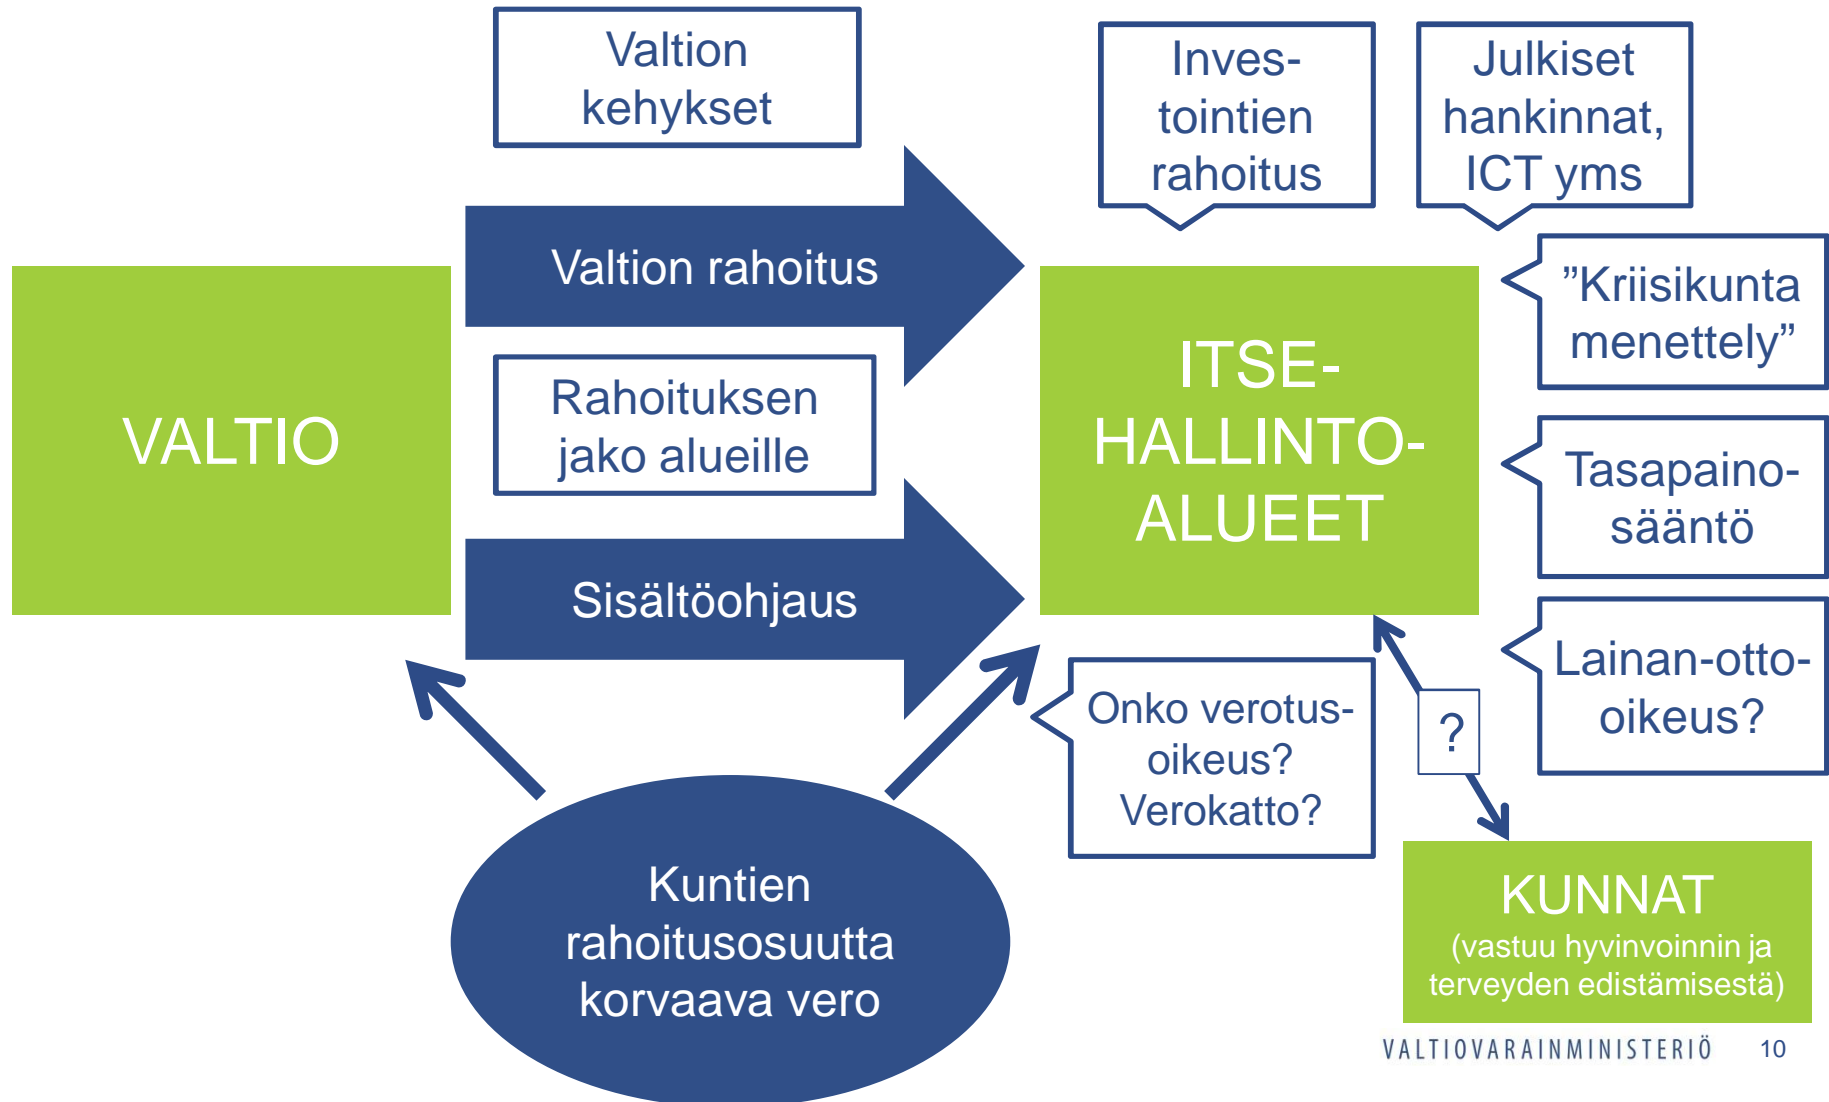 Valtion
kehykset
Inves-
tointien
rahoitus
Julkiset
hankinnat,
ICT yms
Valtion rahoitus
”Kriisikunta
menettely”
VALTIO
Rahoituksen
jako alueille
ITSE-
HALLINTO-
ALUEET
Tasapaino-
sääntö
Sisältöohjaus
Lainan-otto-
oikeus?
Onko verotus-
oikeus?
Verokatto?
?
Kuntien
rahoitusosuutta
korvaava vero
KUNNAT
(vastuu hyvinvoinnin ja
terveyden edistämisestä)
VALTIOVARAINMINISTERIÖ 10